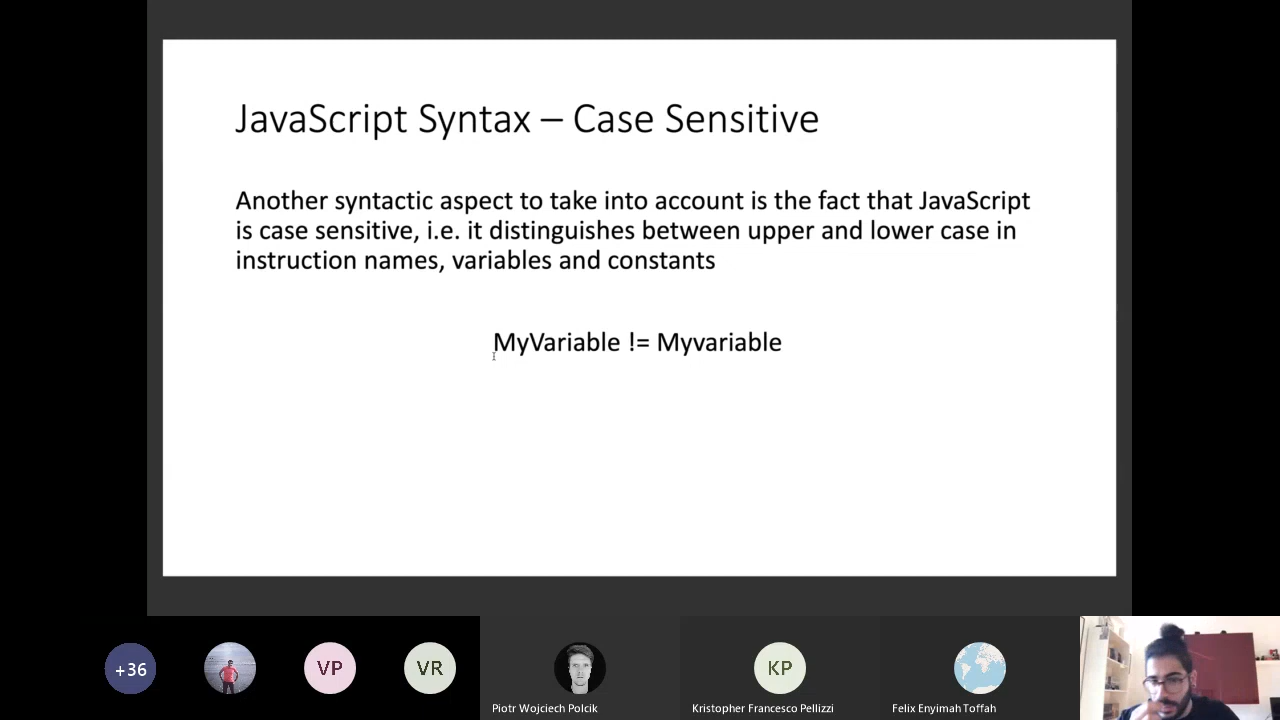 JavaScript Syntax – Case Sensitive
Another syntactic aspect to take into account is the fact that JavaScript
is case sensitive, i.e. it distinguishes between upper and lower case in
instruction names, variables and constants
MyVariable != Myvariable
+36
VP
VR
KP
Piotr Wojciech Polcik
Kristopher Francesco Pellizzi
Felix Enyimah Toffah